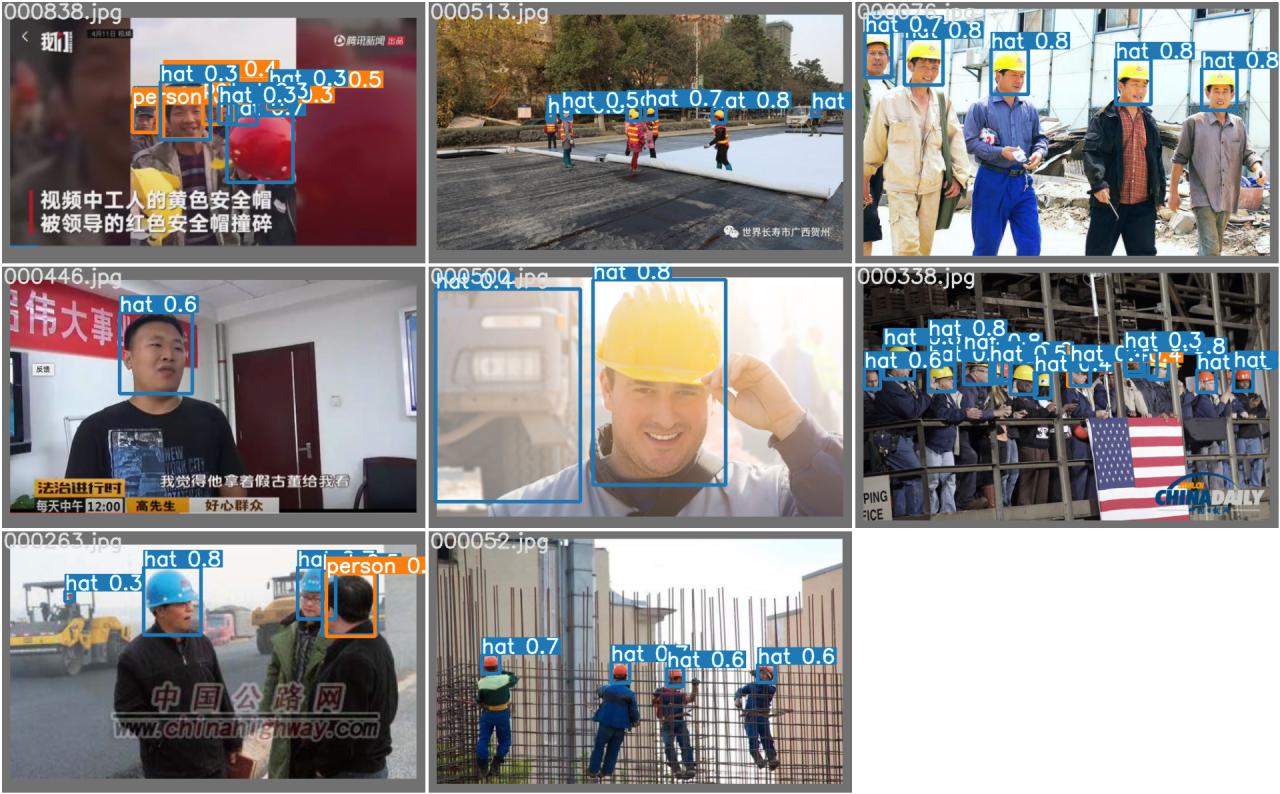 000838.jpg
4月11日 视频
我们
腾讯新闻 出品
hat 0.3
0.4
hat 0.3
0.5
person
hat 0.3
0.3
视频中工人的黄色安全帽
被领导的红色安全帽撞碎
000513.jpg
hat 0.5
hat 0.7
at 0.8
hat
世界长寿市广西贺州
000076.jpg
hat 0.7
0.8
hat 0.8
hat 0.8
hat 0.8
000446.jpg
hat 0.6
伟大事
反馈
我觉得他拿着假古董给我看
法治进行时
每天中午 12:00
高先生
好心群众
000500.jpg
hat 0.4
hat 0.8
000338.jpg
hat 0.8
hat 0.6
hat 0.4
hat 0.3
0.4
.8
hat
hat
PING
FICE
CHINADAILY
000263.jpg
hat 0.3
hat 0.8
hat
person 0.
中国公路网
www.chinahighway.com
000052.jpg
hat 0.7
hat 0.7
hat 0.6
hat 0.6